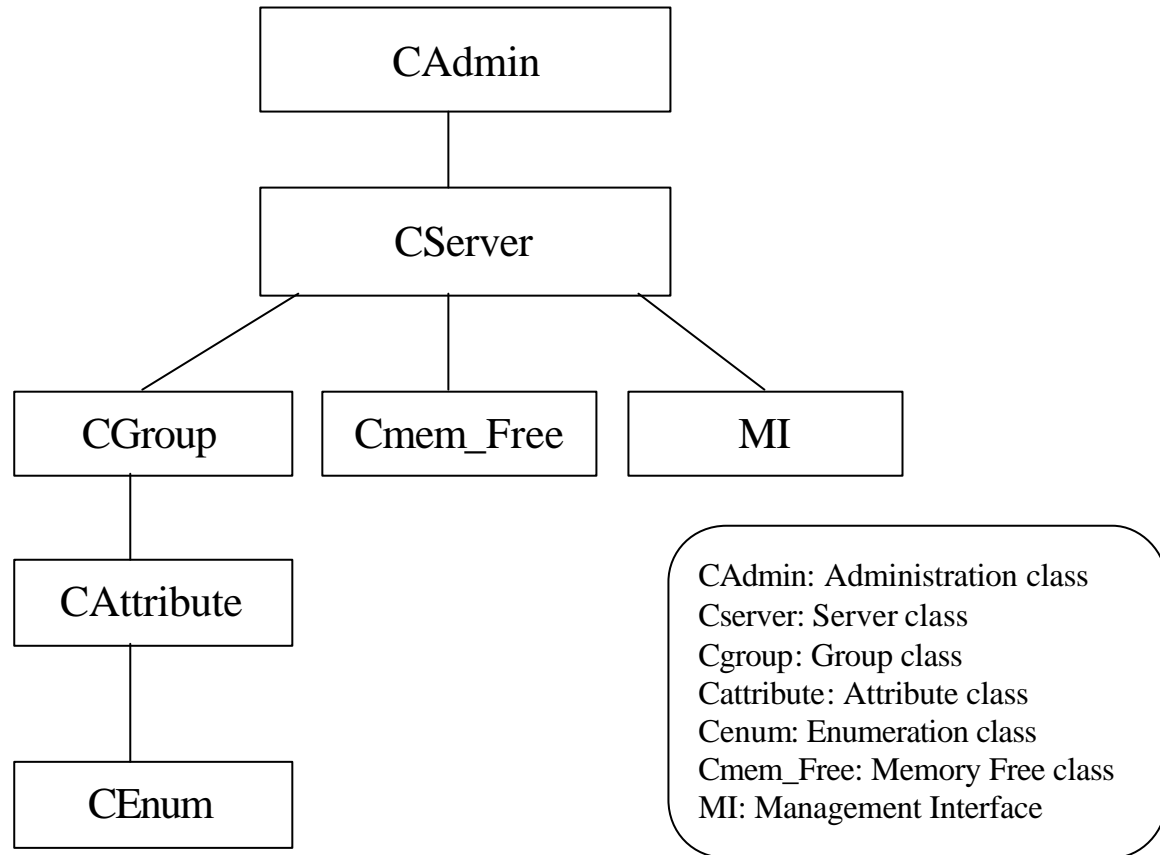 CAdmin
CServer
CGroup
Cmem_Free
MI
CAttribute
CEnum
CAdmin: Administration class
Cserver: Server class
Cgroup: Group class
Cattribute: Attribute class
Cenum: Enumeration class
Cmem_Free: Memory Free class
MI: Management Interface